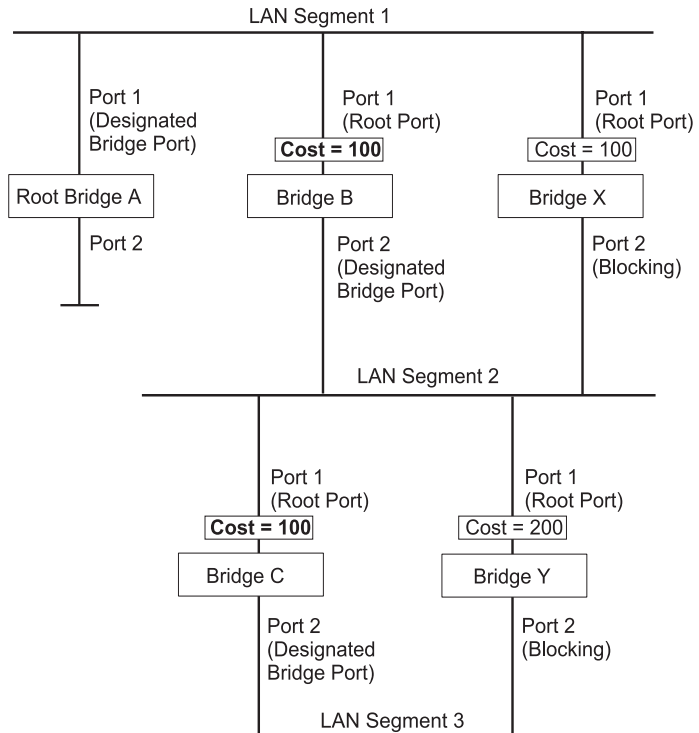 LAN Segment 1
Port 1
(Designated
Bridge Port)
Port 1
(Root Port)
Port 1
(Root Port)
Cost = 100
Cost = 100
Root Bridge A
Bridge B
Bridge X
Port 2
Port 2
(Designated
Bridge Port)
Port 2
(Blocking)
LAN Segment 2
Port 1
(Root Port)
Port 1
(Root Port)
Cost = 100
Cost = 200
Bridge C
Bridge Y
Port 2
(Designated
Bridge Port)
Port 2
(Blocking)
LAN Segment 3